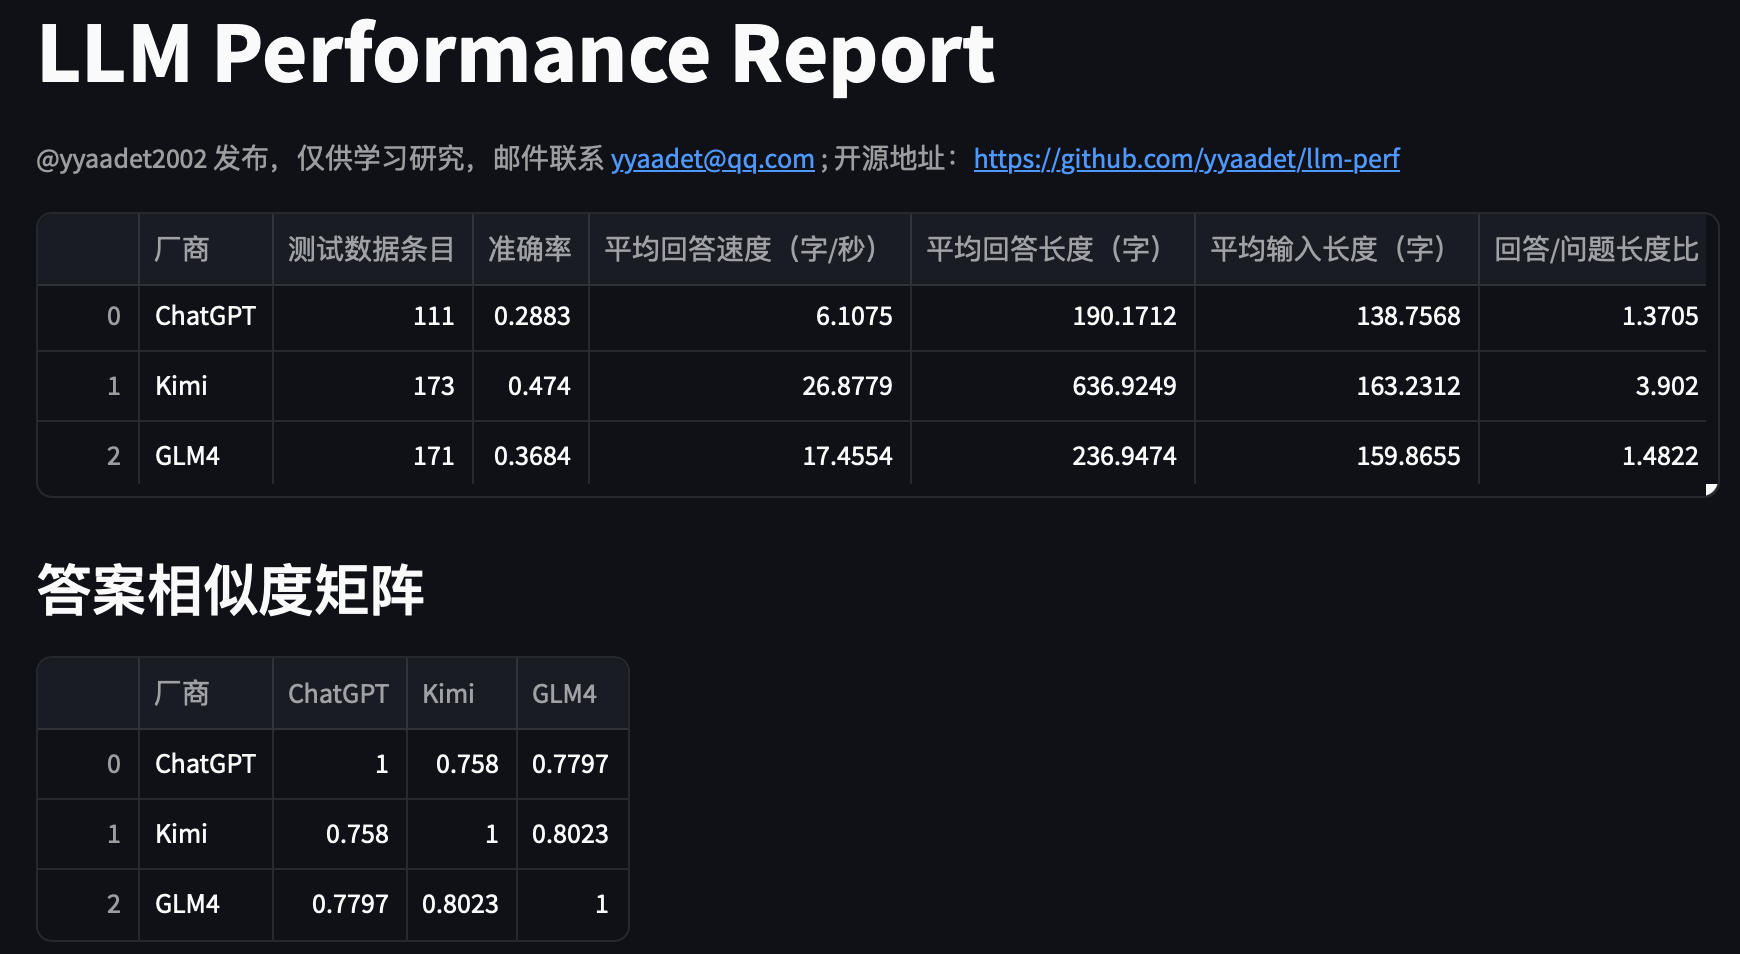 LLM Performance Report
@yyaadet2002 发布，仅供学习研究，邮件联系 yyaadet@qq.com ; 开源地址： https://github.com/yyaadet/llm-perf
厂商 测试数据条目 准确率 平均回答速度（字/秒） 平均回答长度（字） 平均输入长度（字） 回答/问题长度比
0 ChatGPT 111 0.2883 6.1075 190.1712 138.7568 1.3705
1 Kimi 173 0.474 26.8779 636.9249 163.2312 3.902
2 GLM4 171 0.3684 17.4554 236.9474 159.8655 1.4822
答案相似度矩阵
厂商 ChatGPT Kimi GLM4
0 ChatGPT 1 0.758 0.7797
1 Kimi 0.758 1 0.8023
2 GLM4 0.7797 0.8023 1